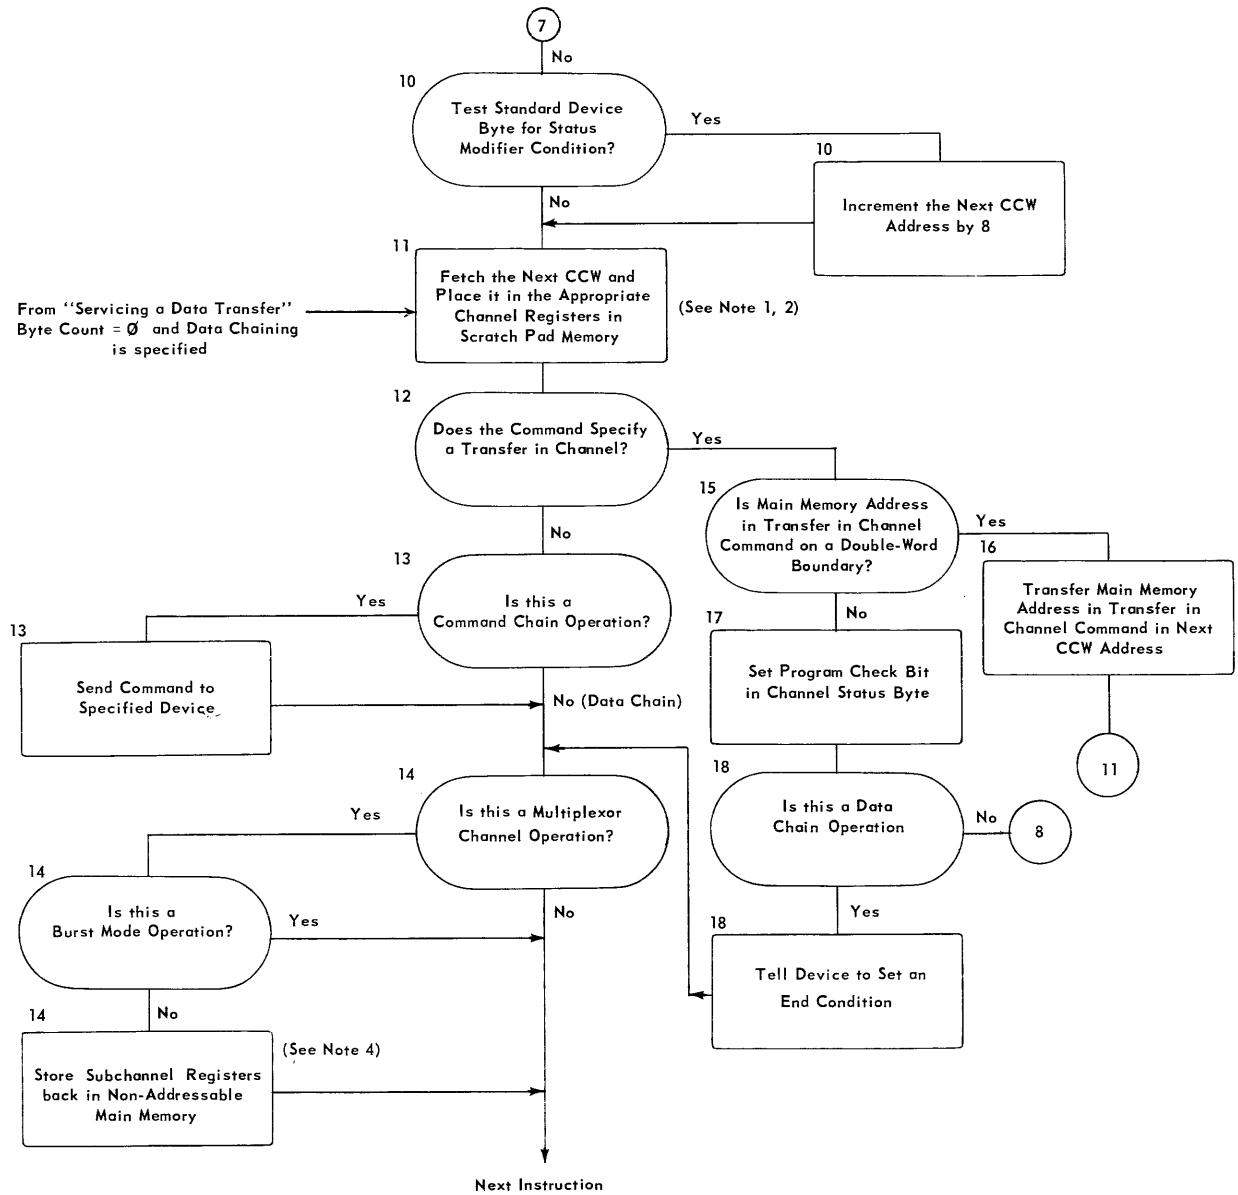 7
No
10
Test Standard Device
Byte for Status
Modifier Condition?
Yes
10
Increment the Next CCW
Address by 8
No
11
Fetch the Next CCW and
Place it in the Appropriate
Channel Registers in
Scratch Pad Memory
(See Note 1, 2)
From "Servicing a Data Transfer"
Byte Count = Ø and Data Chaining
is specified
12
Does the Command Specify
a Transfer in Channel?
Yes
No
15
Is Main Memory Address
in Transfer in Channel
Command on a Double-Word
Boundary?
Yes
16
Transfer Main Memory
Address in Transfer in
Channel Command in Next
CCW Address
11
No
13
Is this a
Command Chain Operation?
Yes
13
Send Command to
Specified Device
No (Data Chain)
17
Set Program Check Bit
in Channel Status Byte
18
Is this a Data
Chain Operation
No
8
Yes
18
Tell Device to Set an
End Condition
14
Is this a Multiplexor
Channel Operation?
Yes
No
14
Is this a
Burst Mode Operation?
Yes
No
14
Store Subchannel Registers
back in Non-Addressable
Main Memory
(See Note 4)
Next Instruction